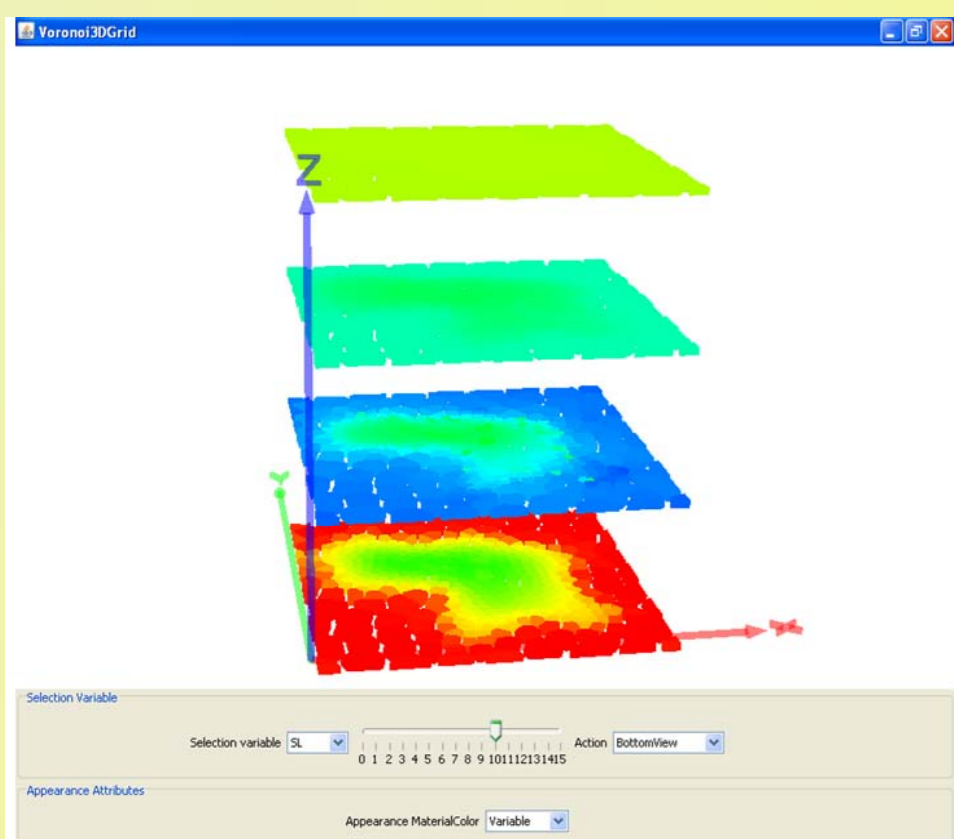 Voronoi3DGrid
Z
Y
X
Selection Variable
Selection variable SL Action BottomView
0 1 2 3 4 5 6 7 8 9 10 11 12 13 14 15
Appearance Attributes
Appearance MaterialColor Variable